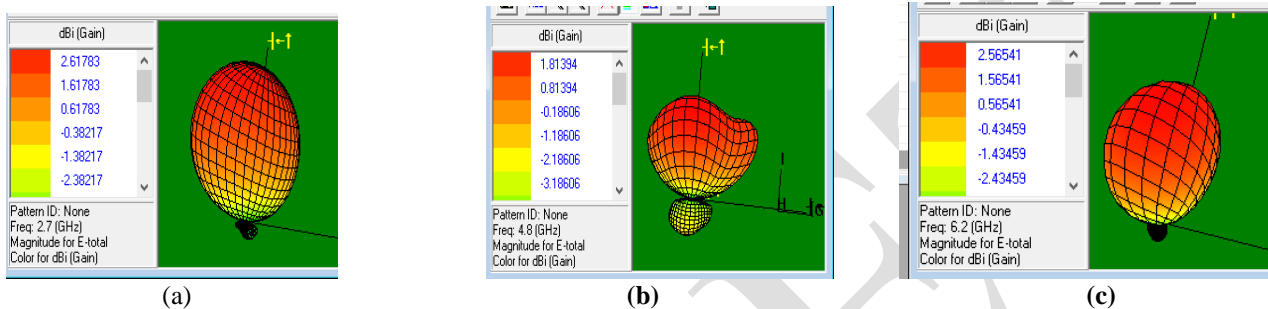 dBi (Gain)
2.61783
1.61783
0.61783
-0.38217
-1.38217
-2.38217
Pattern ID: None
Freq: 2.7 (GHz)
Magnitude for E-total
Color for dBi (Gain)
(a)
dBi (Gain)
1.81394
0.81394
-0.18606
-1.18606
-2.18606
-3.18606
Pattern ID: None
Freq: 4.8 (GHz)
Magnitude for E-total
Color for dBi (Gain)
(b)
dBi (Gain)
2.56541
1.56541
0.56541
-0.43459
-1.43459
-2.43459
Pattern ID: None
Freq: 6.2 (GHz)
Magnitude for E-total
Color for dBi (Gain)
(c)